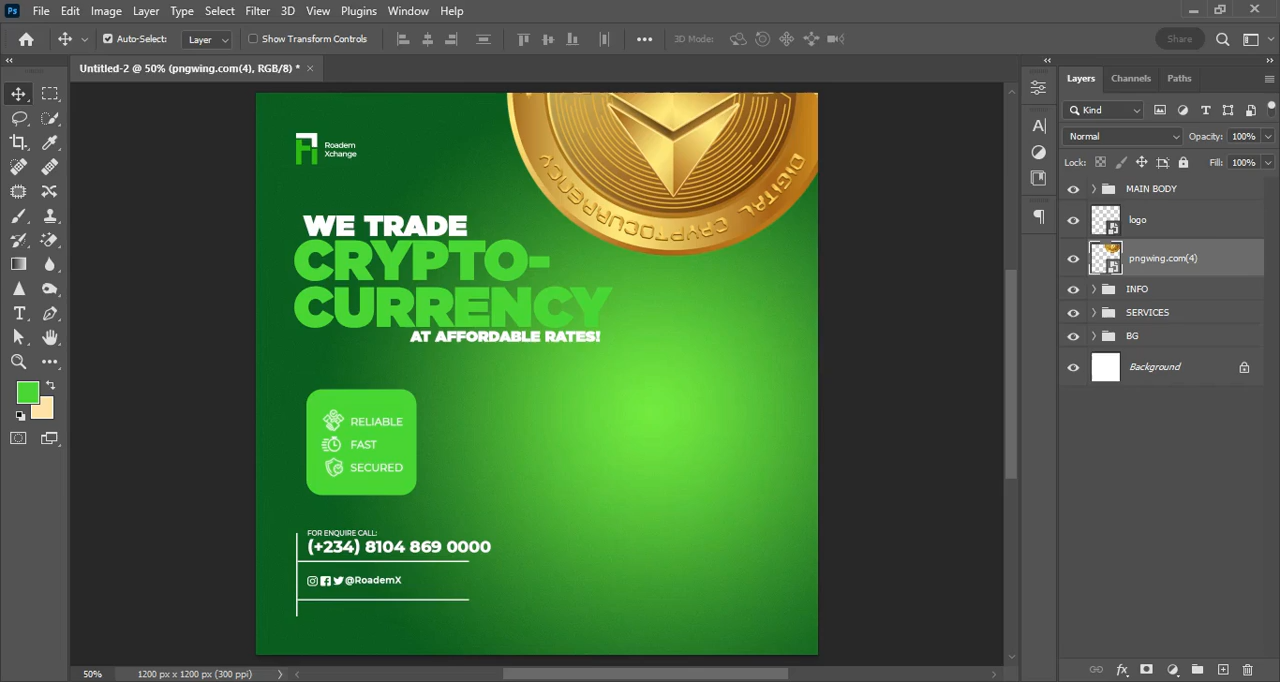 Ps File Edit Image Layer Type Select Filter 3D View Plugins Window Help
Auto-Select: Layer Show Transform Controls 3D Mode: Share
Untitled-2 @ 50% (pngwing.com(4), RGB/8) *
Roadem
Xchange
DIGITAL CRYPTOCURRENCY
WE TRADE
CRYPTO-
CURRENCY
AT AFFORDABLE RATES!
RELIABLE
FAST
SECURED
FOR ENQUIRE CALL:
(+234) 8104 869 0000
@RoademX
50% 1200 px x 1200 px (300 ppi)
Layers Channels Paths
Kind
Normal Opacity: 100%
Lock: Fill: 100%
MAIN BODY
logo
pngwing.com(4)
INFO
SERVICES
BG
Background